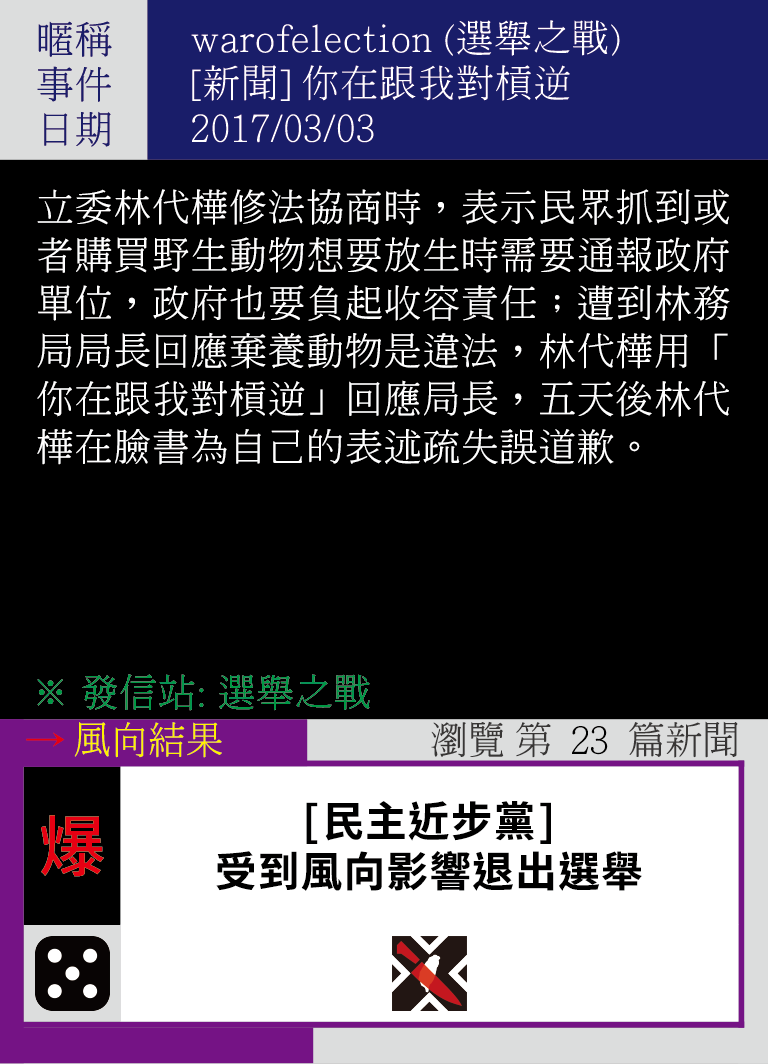 暱稱 warofelection (選舉之戰)
事件 [新聞] 你在跟我對槓逆
日期 2017/03/03
立委林代樺修法協商時，表示民眾抓到或
者購買野生動物想要放生時需要通報政府
單位，政府也要負起收容責任；遭到林務
局局長回應棄養動物是違法，林代樺用「
你在跟我對槓逆」回應局長，五天後林代
樺在臉書為自己的表述疏失誤道歉。
※ 發信站: 選舉之戰
→ 風向結果 瀏覽 第 23 篇新聞
爆
[民主近步黨]
受到風向影響退出選舉